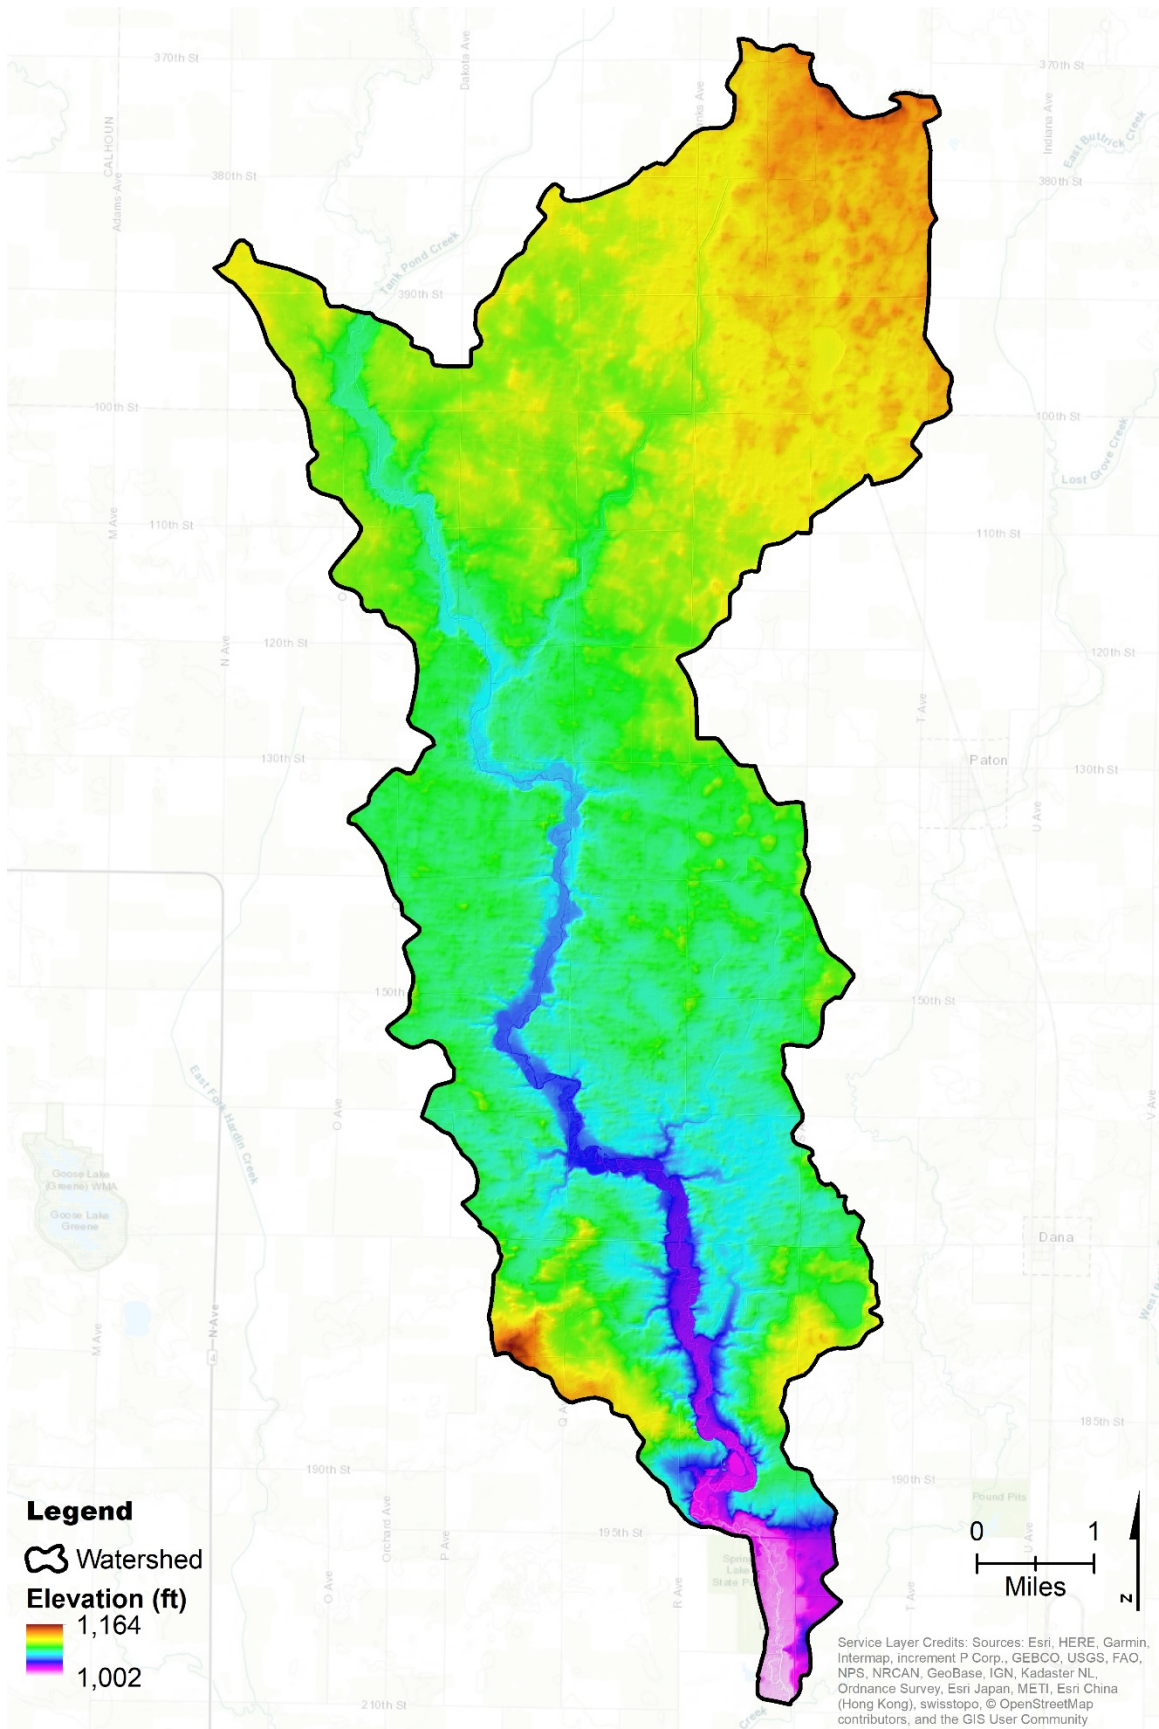 370th St
Dakota Ave
370th St
Indiana Ave
East Buttrick Creek
CALHOUN
Adams Ave
380th St
380th St
Tank Pond Creek
390th St
100th St
100th St
Lost Grove Creek
M Ave
110th St
110th St
N Ave
120th St
120th St
T Ave
130th St
Paton
130th St
U Ave
150th
150th St
East Fork Hardin Creek
O Ave
V Ave
Goose Lake
(Greene) WMA
Goose Lake
Greene
Dana
M Ave
N Ave
185th St
190th St
190th St
Pound Pits
Orchard Ave
P Ave
195th St
U Ave
O Ave
R Ave
T Ave
210th St
Creek
Legend
Watershed
Elevation (ft)
1,164
1,002
0 1
Miles
N
Service Layer Credits: Sources: Esri, HERE, Garmin,
Intermap, increment P Corp., GEBCO, USGS, FAO,
NPS, NRCAN, GeoBase, IGN, Kadaster NL,
Ordnance Survey, Esri Japan, METI, Esri China
(Hong Kong), swisstopo, © OpenStreetMap
contributors, and the GIS User Community